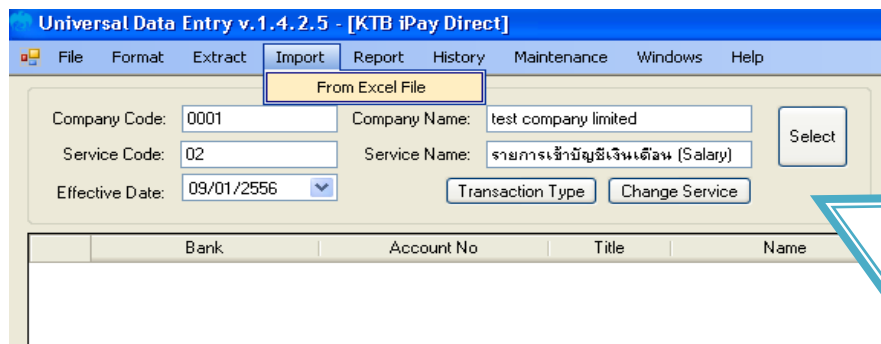 Universal Data Entry v.1.4.2.5 - [KTB iPay Direct]
File Format Extract Import Report History Maintenance Windows Help
From Excel File
Company Code: 0001 Company Name: test company limited
Select
Service Code: 02 Service Name: รายการเข้าบัญชีเงินเดือน (Salary)
Effective Date: 09/01/2556 Transaction Type Change Service
Bank Account No Title Name